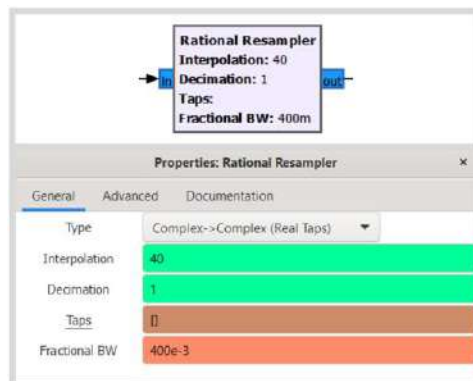 Rational Resampler
Interpolation: 40
In
Decimation: 1
out
Taps:
Fractional BW: 400m
Properties: Rational Resampler
×
General Advanced Documentation
Type Complex->Complex (Real Taps)
Interpolation 40
Decimation 1
Taps []
Fractional BW 400e-3